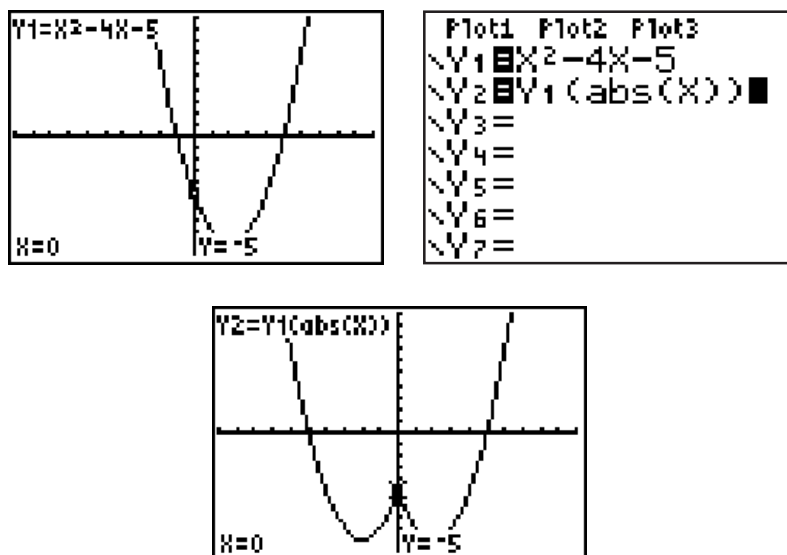 Y1=X²-4X-5
X=0 Y=-5
Plot1 Plot2 Plot3
\Y1=X²-4X-5
\Y2=Y1(abs(X))
\Y3=
\Y4=
\Y5=
\Y6=
\Y7=
Y2=Y1(abs(X))
X=0 Y=-5